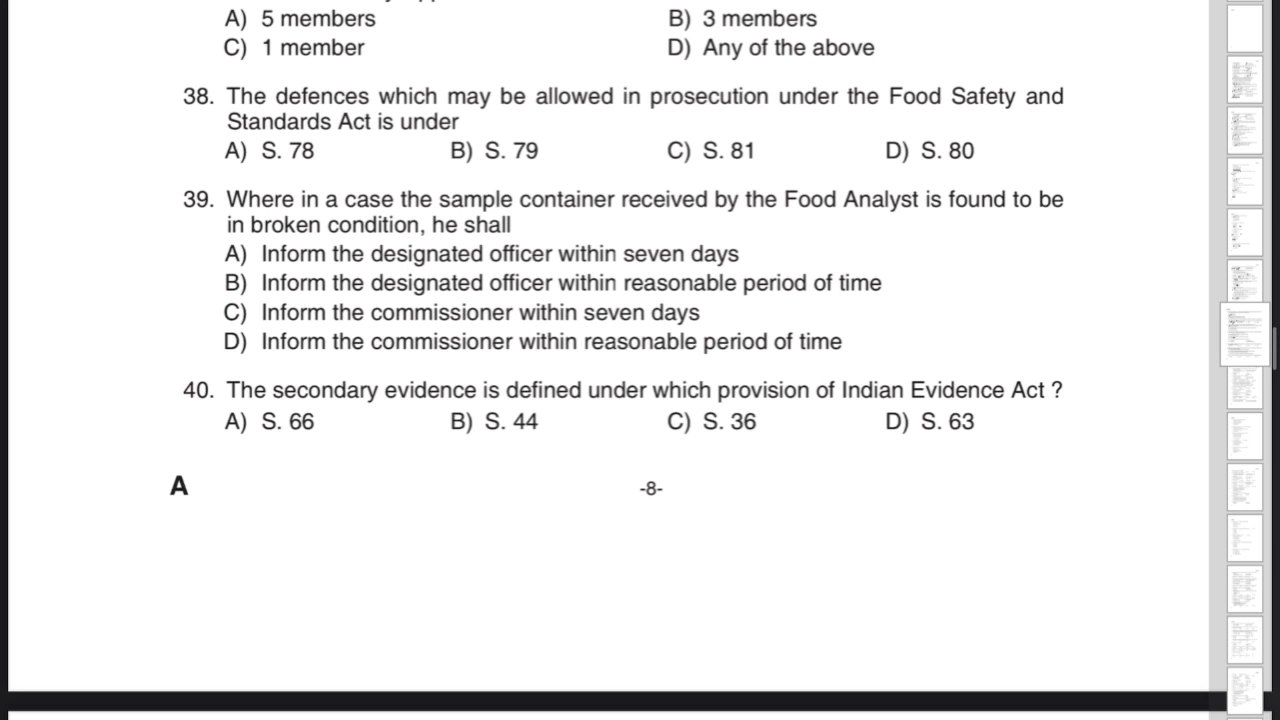 A) 5 members B) 3 members
C) 1 member D) Any of the above
38. The defences which may be allowed in prosecution under the Food Safety and
Standards Act is under
A) S. 78 B) S. 79 C) S. 81 D) S. 80
39. Where in a case the sample container received by the Food Analyst is found to be
in broken condition, he shall
A) Inform the designated officer within seven days
B) Inform the designated officer within reasonable period of time
C) Inform the commissioner within seven days
D) Inform the commissioner within reasonable period of time
40. The secondary evidence is defined under which provision of Indian Evidence Act ?
A) S. 66 B) S. 44 C) S. 36 D) S. 63
A -8-